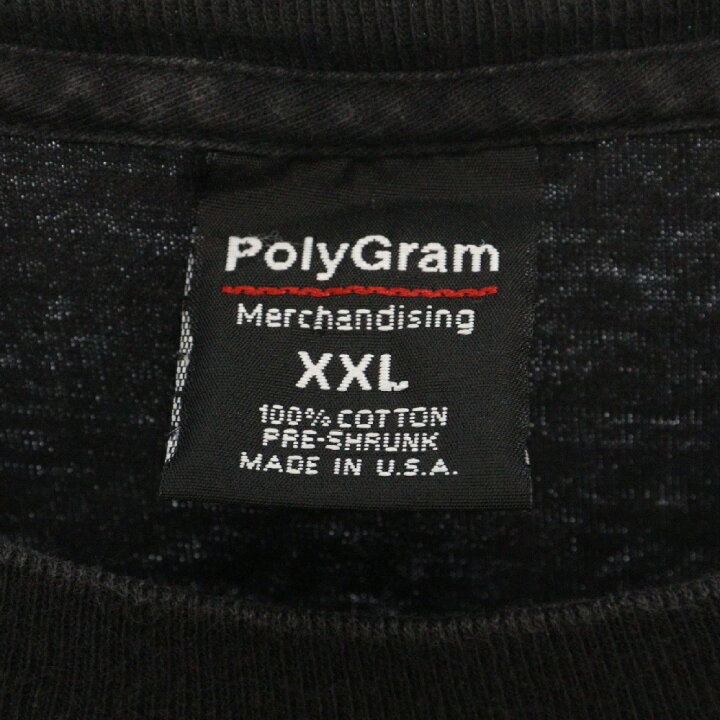 PolyGram
Merchandising
XXL
100% COTTON
PRE-SHRUNK
MADE IN U.S.A.